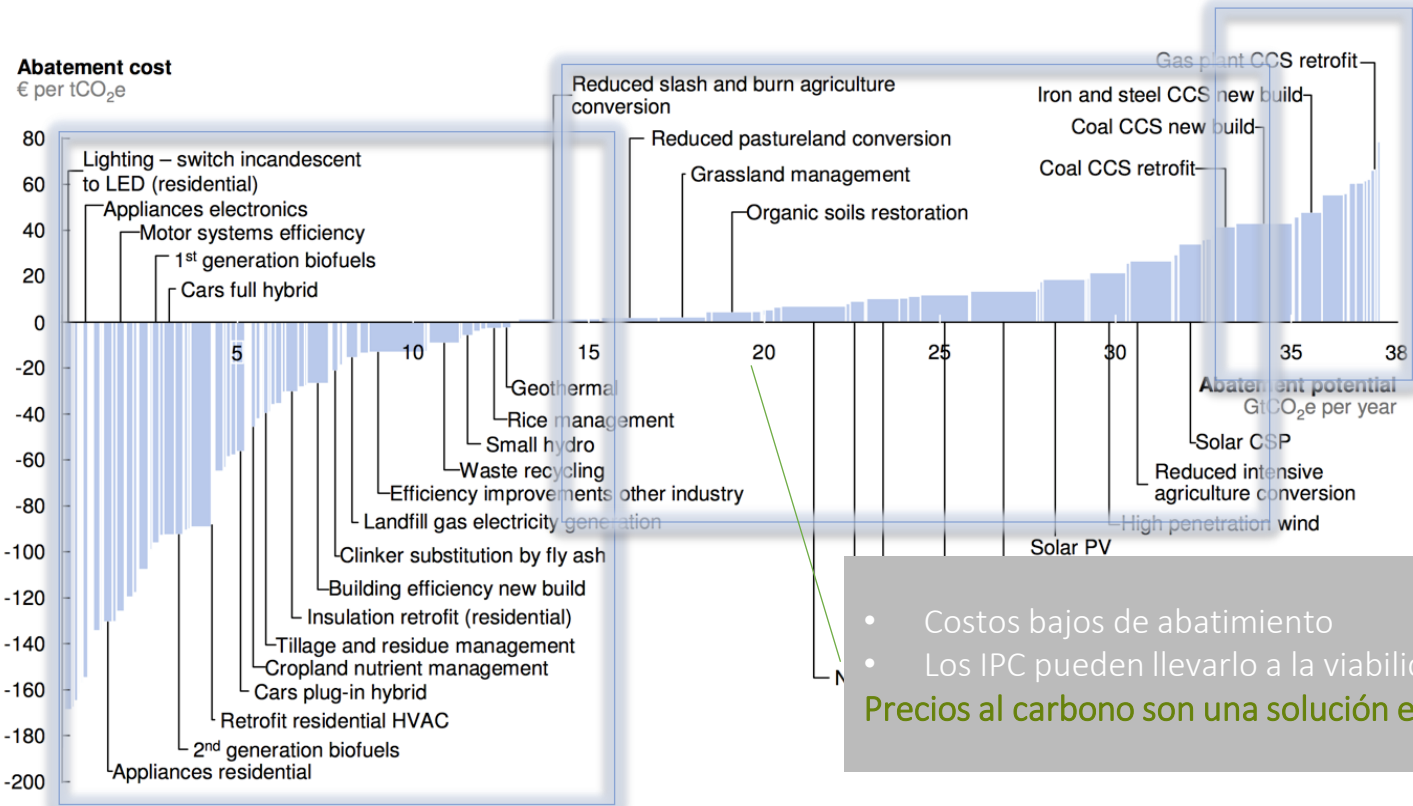 Abatement cost
€ per tCO₂e
80
60
40
20
0
-20
-40
-60
-80
-100
-120
-140
-160
-180
-200
5
10
15
20
25
30
35
38
Lighting – switch incandescent
to LED (residential)
Appliances electronics
Motor systems efficiency
1st generation biofuels
Cars full hybrid
Reduced slash and burn agriculture
conversion
Reduced pastureland conversion
Grassland management
Organic soils restoration
Gas plant CCS retrofit
Iron and steel CCS new build
Coal CCS new build
Coal CCS retrofit
Abatement potential
GtCO₂e per year
Geothermal
Rice management
Small hydro
Waste recycling
Efficiency improvements other industry
Landfill gas electricity generation
Clinker substitution by fly ash
Building efficiency new build
Insulation retrofit (residential)
Tillage and residue management
Cropland nutrient management
Cars plug-in hybrid
Retrofit residential HVAC
2nd generation biofuels
Appliances residential
Solar CSP
Reduced intensive
agriculture conversion
High penetration wind
Solar PV
• Costos bajos de abatimiento
• Los IPC pueden llevarlo a la
Precios al carbono son una solución